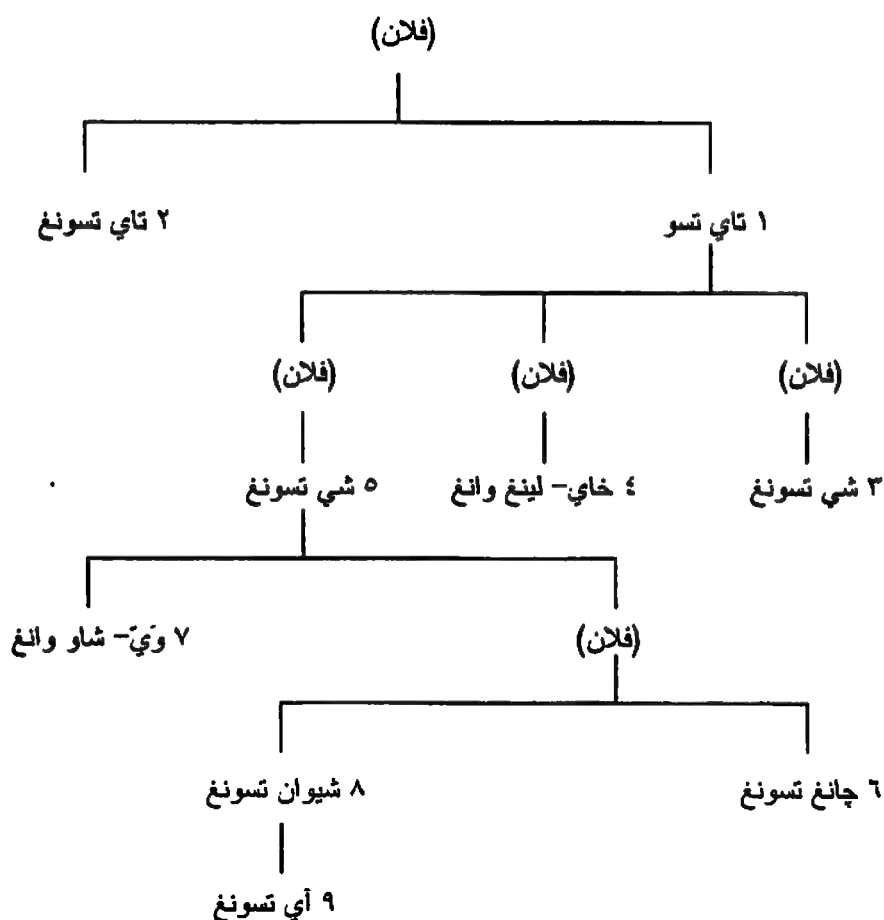 (فلان)
١ تاي تسو ٢ تاي تسونغ
(فلان) (فلان) (فلان)
٣ شي تسونغ ٤ خاي- لينغ وانغ ٥ شي تسونغ
(فلان) ٧ وَيّ- شاو وانغ
٦ چانغ تسونغ ٨ شيوان تسونغ
٩ آي تسونغ